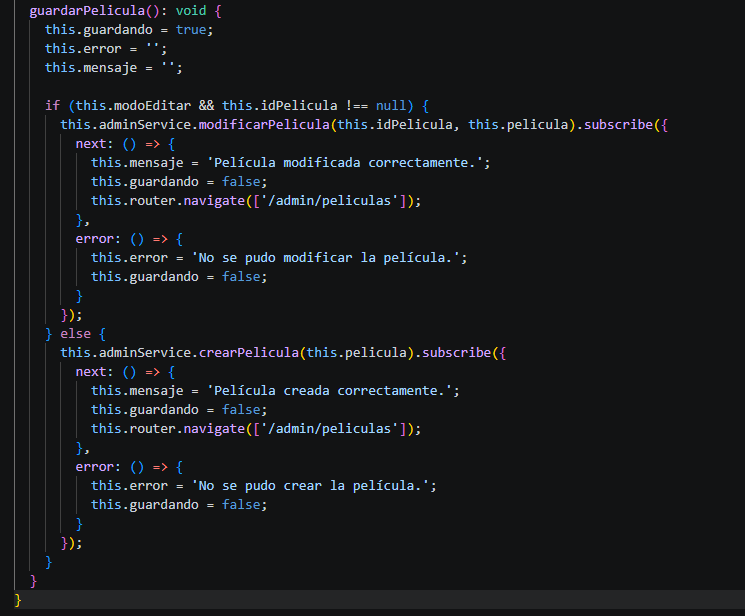 guardarPelicula(): void {
this.guardando = true;
this.error = '';
this.mensaje = '';
if (this.modoEditar && this.idPelicula !== null) {
this.adminService.modificarPelicula(this.idPelicula, this.pelicula).subscribe({
next: () => {
this.mensaje = 'Película modificada correctamente.';
this.guardando = false;
this.router.navigate(['/admin/peliculas']);
},
error: () => {
this.error = 'No se pudo modificar la película.';
this.guardando = false;
}
});
} else {
this.adminService.crearPelicula(this.pelicula).subscribe({
next: () => {
this.mensaje = 'Película creada correctamente.';
this.guardando = false;
this.router.navigate(['/admin/peliculas']);
},
error: () => {
this.error = 'No se pudo crear la película.';
this.guardando = false;
}
});
}
}
}